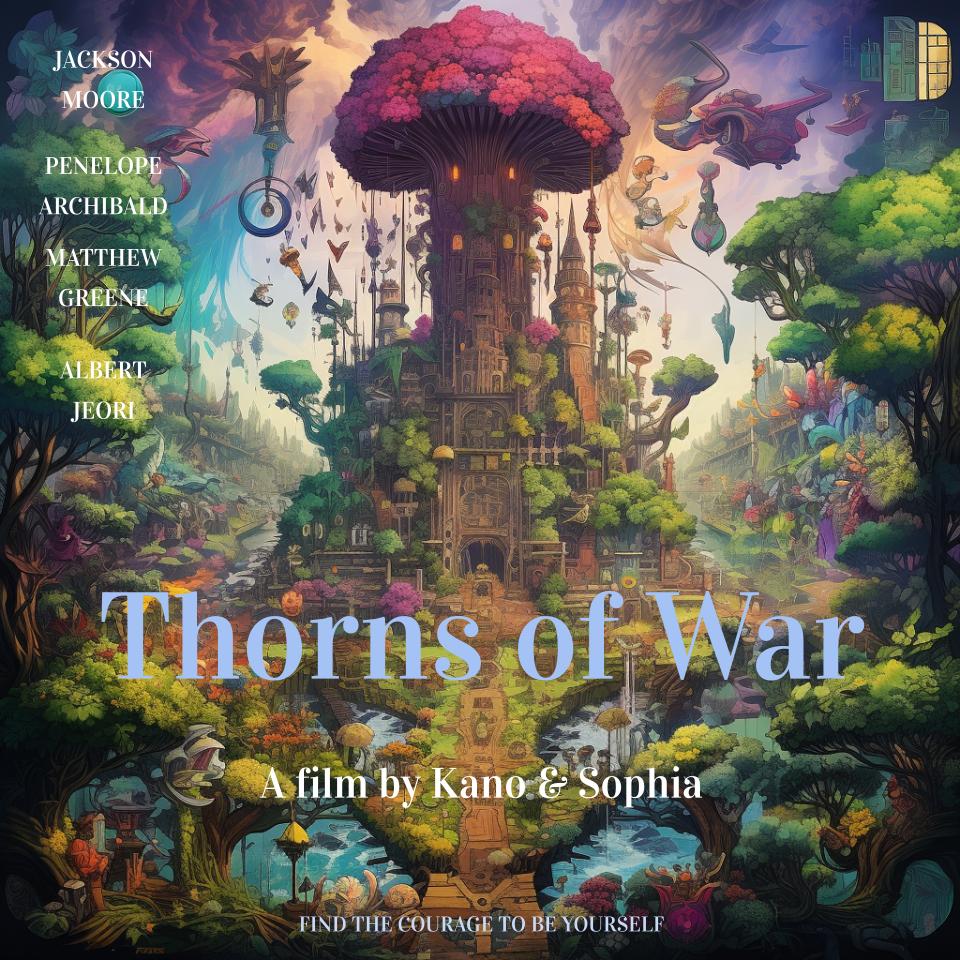 JACKSON
MOORE
PENELOPE
ARCHIBALD
MATTHEW
GREENE
ALBERT
JEORI
Thorns of War
A film by Kano & Sophia
FIND THE COURAGE TO BE YOURSELF